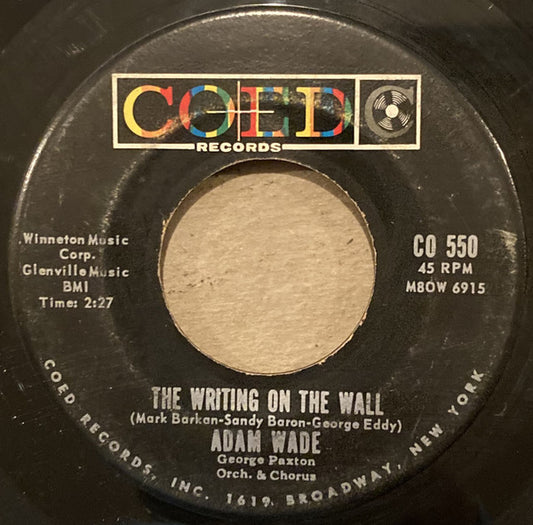 COED C
RECORDS
Winneton Music
Corp.
Glenville Music
BMI
Time: 2:27
CO 550
45 RPM
M8OW 6915
THE WRITING ON THE WALL
(Mark Barkan-Sandy Baron-George Eddy)
ADAM WADE
George Paxton
Orch. & Chorus
COED RECORDS, INC. 1619 BROADWAY, NEW YORK